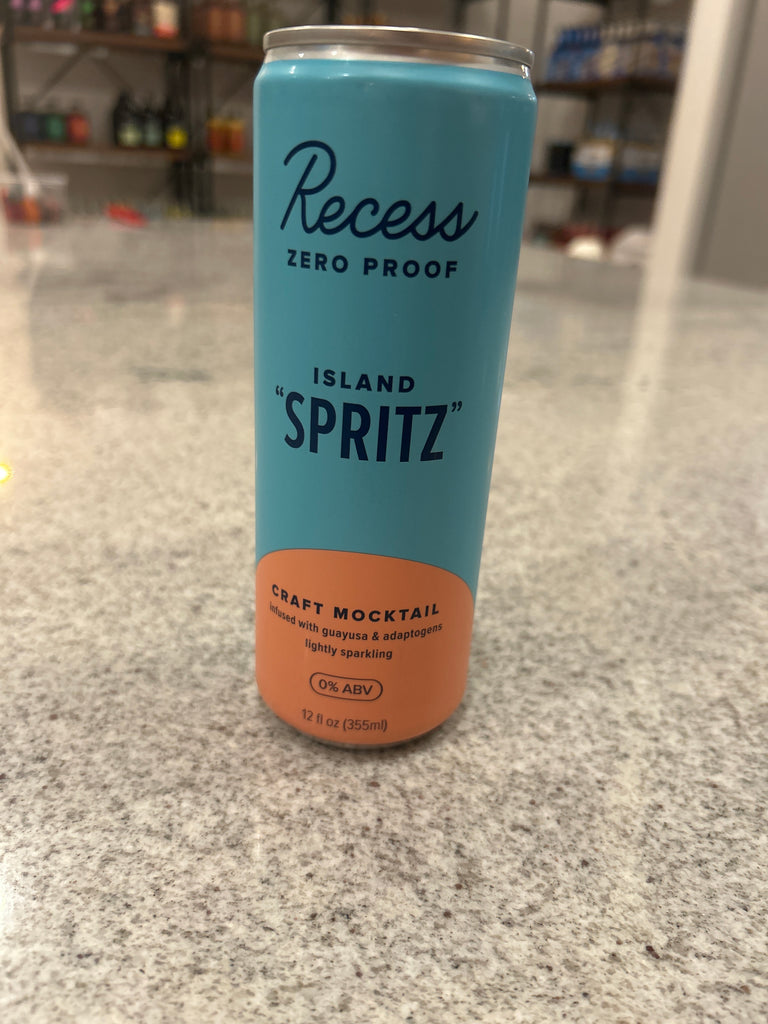 Recess
ZERO PROOF
ISLAND
“SPRITZ”
CRAFT MOCKTAIL
infused with guayusa & adaptogens
lightly sparkling
0% ABV
12 fl oz (355ml)